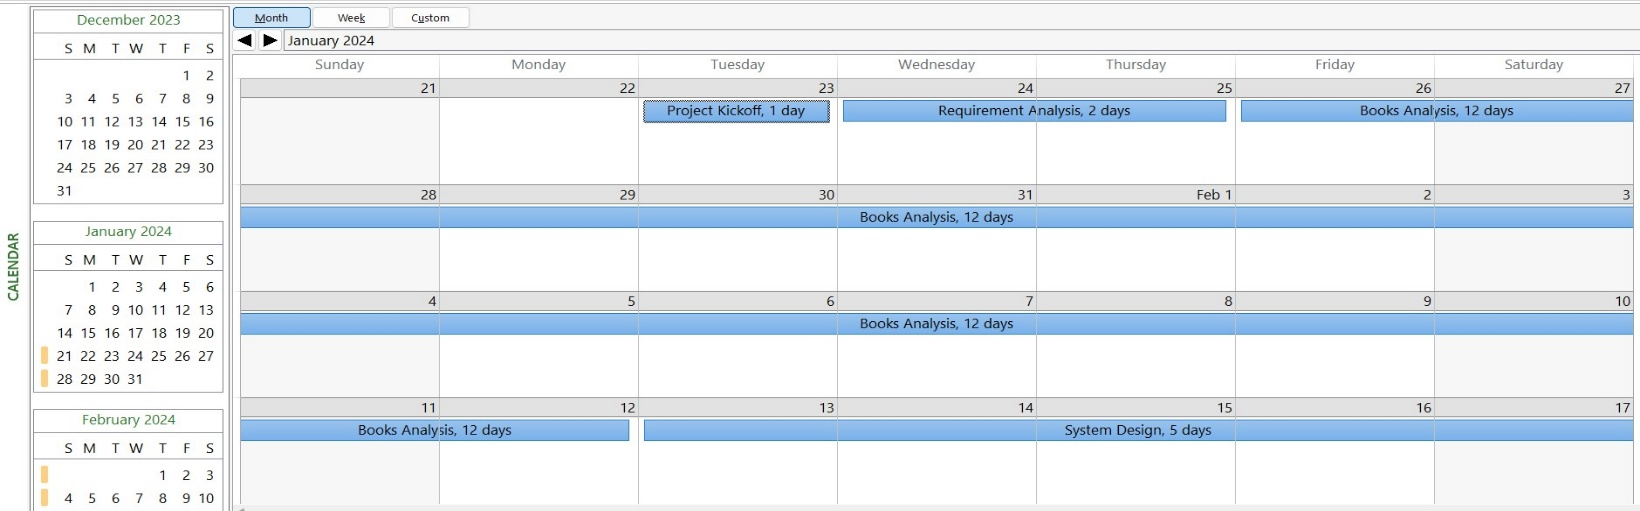 CALENDAR
December 2023
S M T W T F S
1 2
3 4 5 6 7 8 9
10 11 12 13 14 15 16
17 18 19 20 21 22 23
24 25 26 27 28 29 30
31
January 2024
S M T W T F S
1 2 3 4 5 6
7 8 9 10 11 12 13
14 15 16 17 18 19 20
21 22 23 24 25 26 27
28 29 30 31
February 2024
S M T W T F S
1 2 3
4 5 6 7 8 9 10
Month Week Custom
January 2024
Sunday Monday Tuesday Wednesday Thursday Friday Saturday
21 22 23 24 25 26 27
Project Kickoff, 1 day Requirement Analysis, 2 days Books Analysis, 12 days
28 29 30 31 Feb 1 2 3
Books Analysis, 12 days
4 5 6 7 8 9 10
Books Analysis, 12 days
11 12 13 14 15 16 17
Books Analysis, 12 days System Design, 5 days